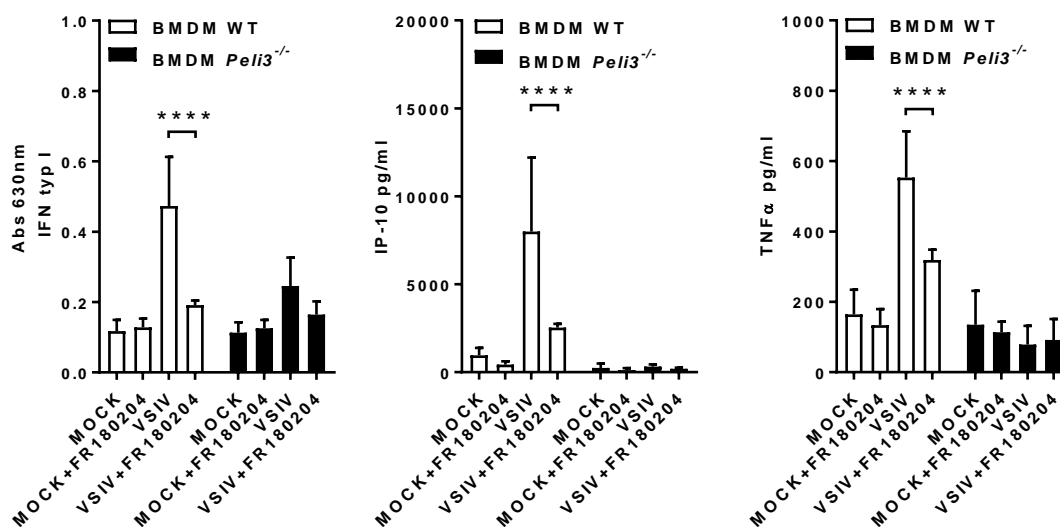 BMDM WT
BMDM Peli3-/-
****
Abs 630nm
IFN typ I
1.0
0.8
0.6
0.4
0.2
0.0
MOCK
MOCK+FR180204
VSIV
VSIV+FR180204
MOCK
MOCK+FR180204
VSIV
VSIV+FR180204
BMDM WT
BMDM Peli3-/-
****
IP-10 pg/ml
20000
15000
10000
5000
0
MOCK
MOCK+FR180204
VSIV
VSIV+FR180204
MOCK
MOCK+FR180204
VSIV
VSIV+FR180204
BMDM WT
BMDM Peli3-/-
****
TNFα pg/ml
1000
800
600
400
200
0
MOCK
MOCK+FR180204
VSIV
VSIV+FR180204
MOCK
MOCK+FR180204
VSIV
VSIV+FR180204